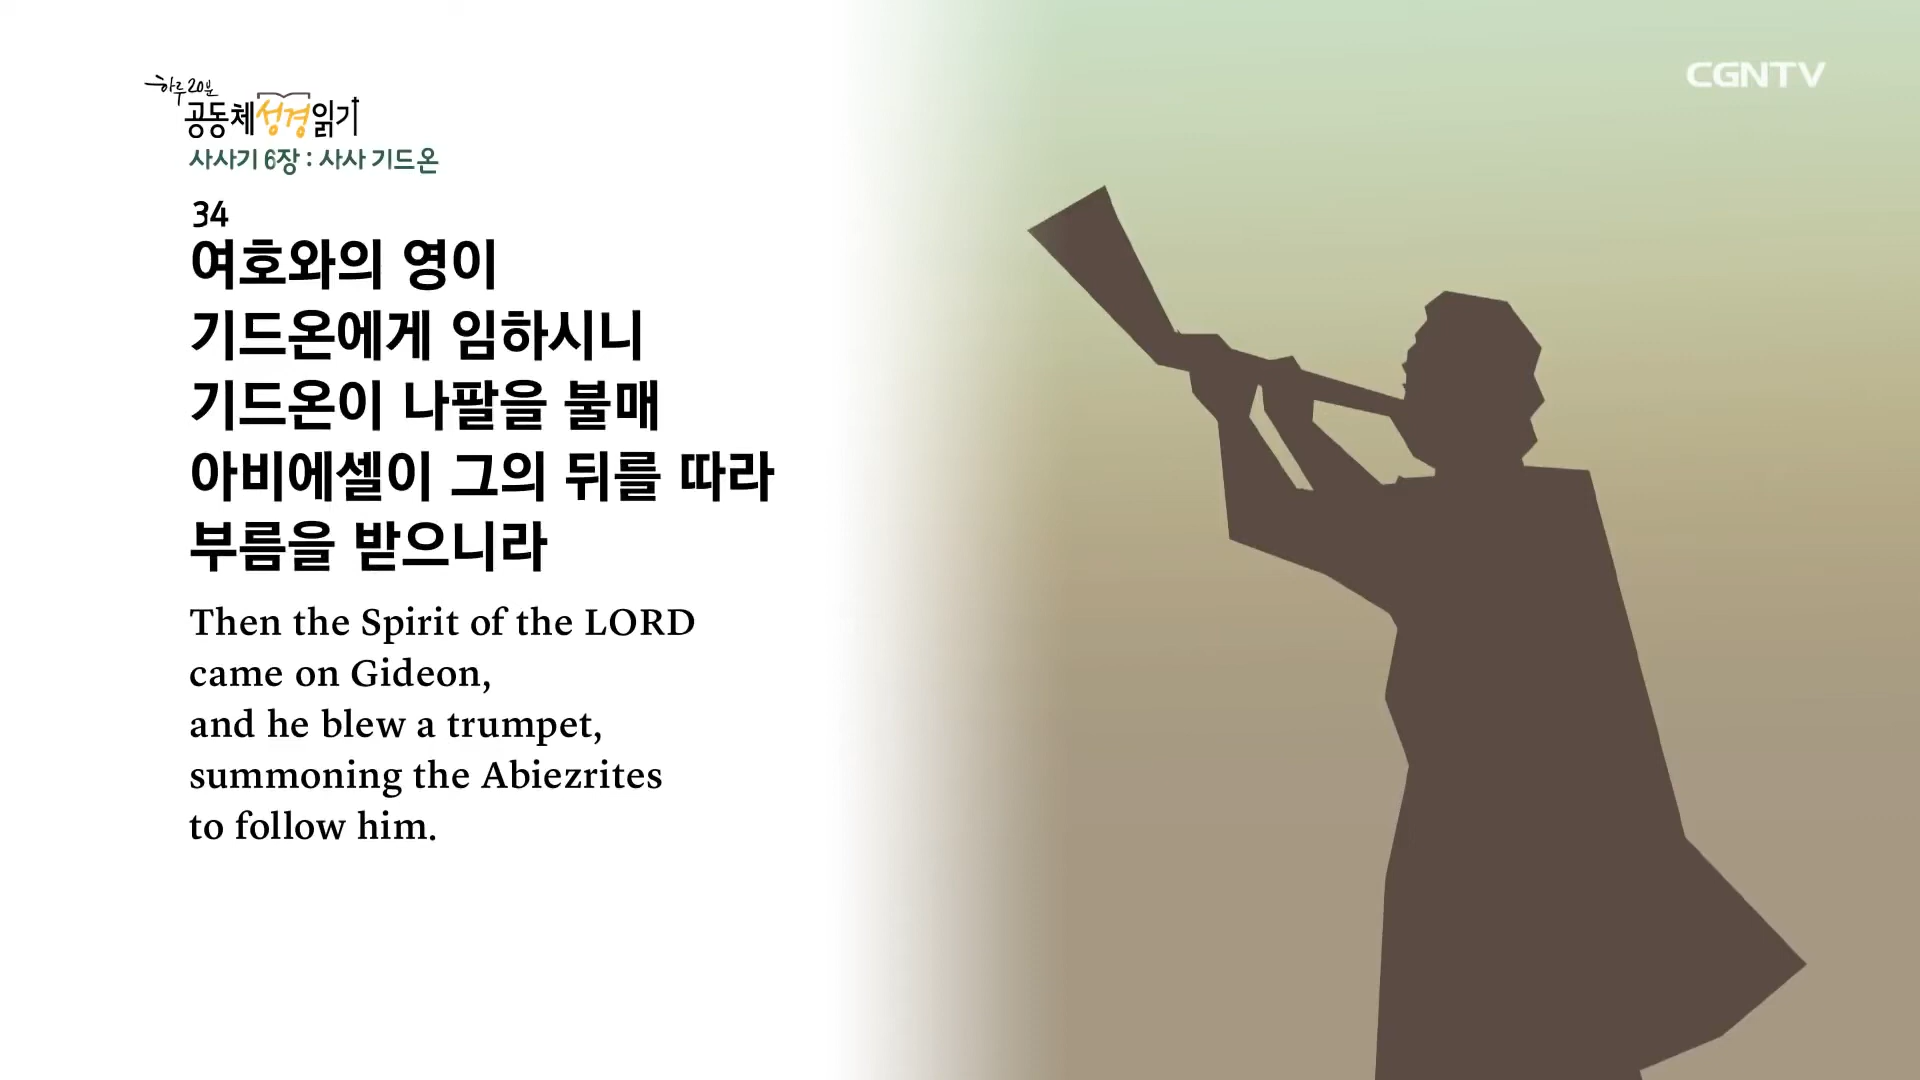 하루 20분
공동체성경읽기
사사기 6장 : 사사 기드온
CGNTV
34
여호와의 영이
기드온에게 임하시니
기드온이 나팔을 불매
아비에셀이 그의 뒤를 따라
부름을 받으니라
Then the Spirit of the LORD
came on Gideon,
and he blew a trumpet,
summoning the Abiezrites
to follow him.